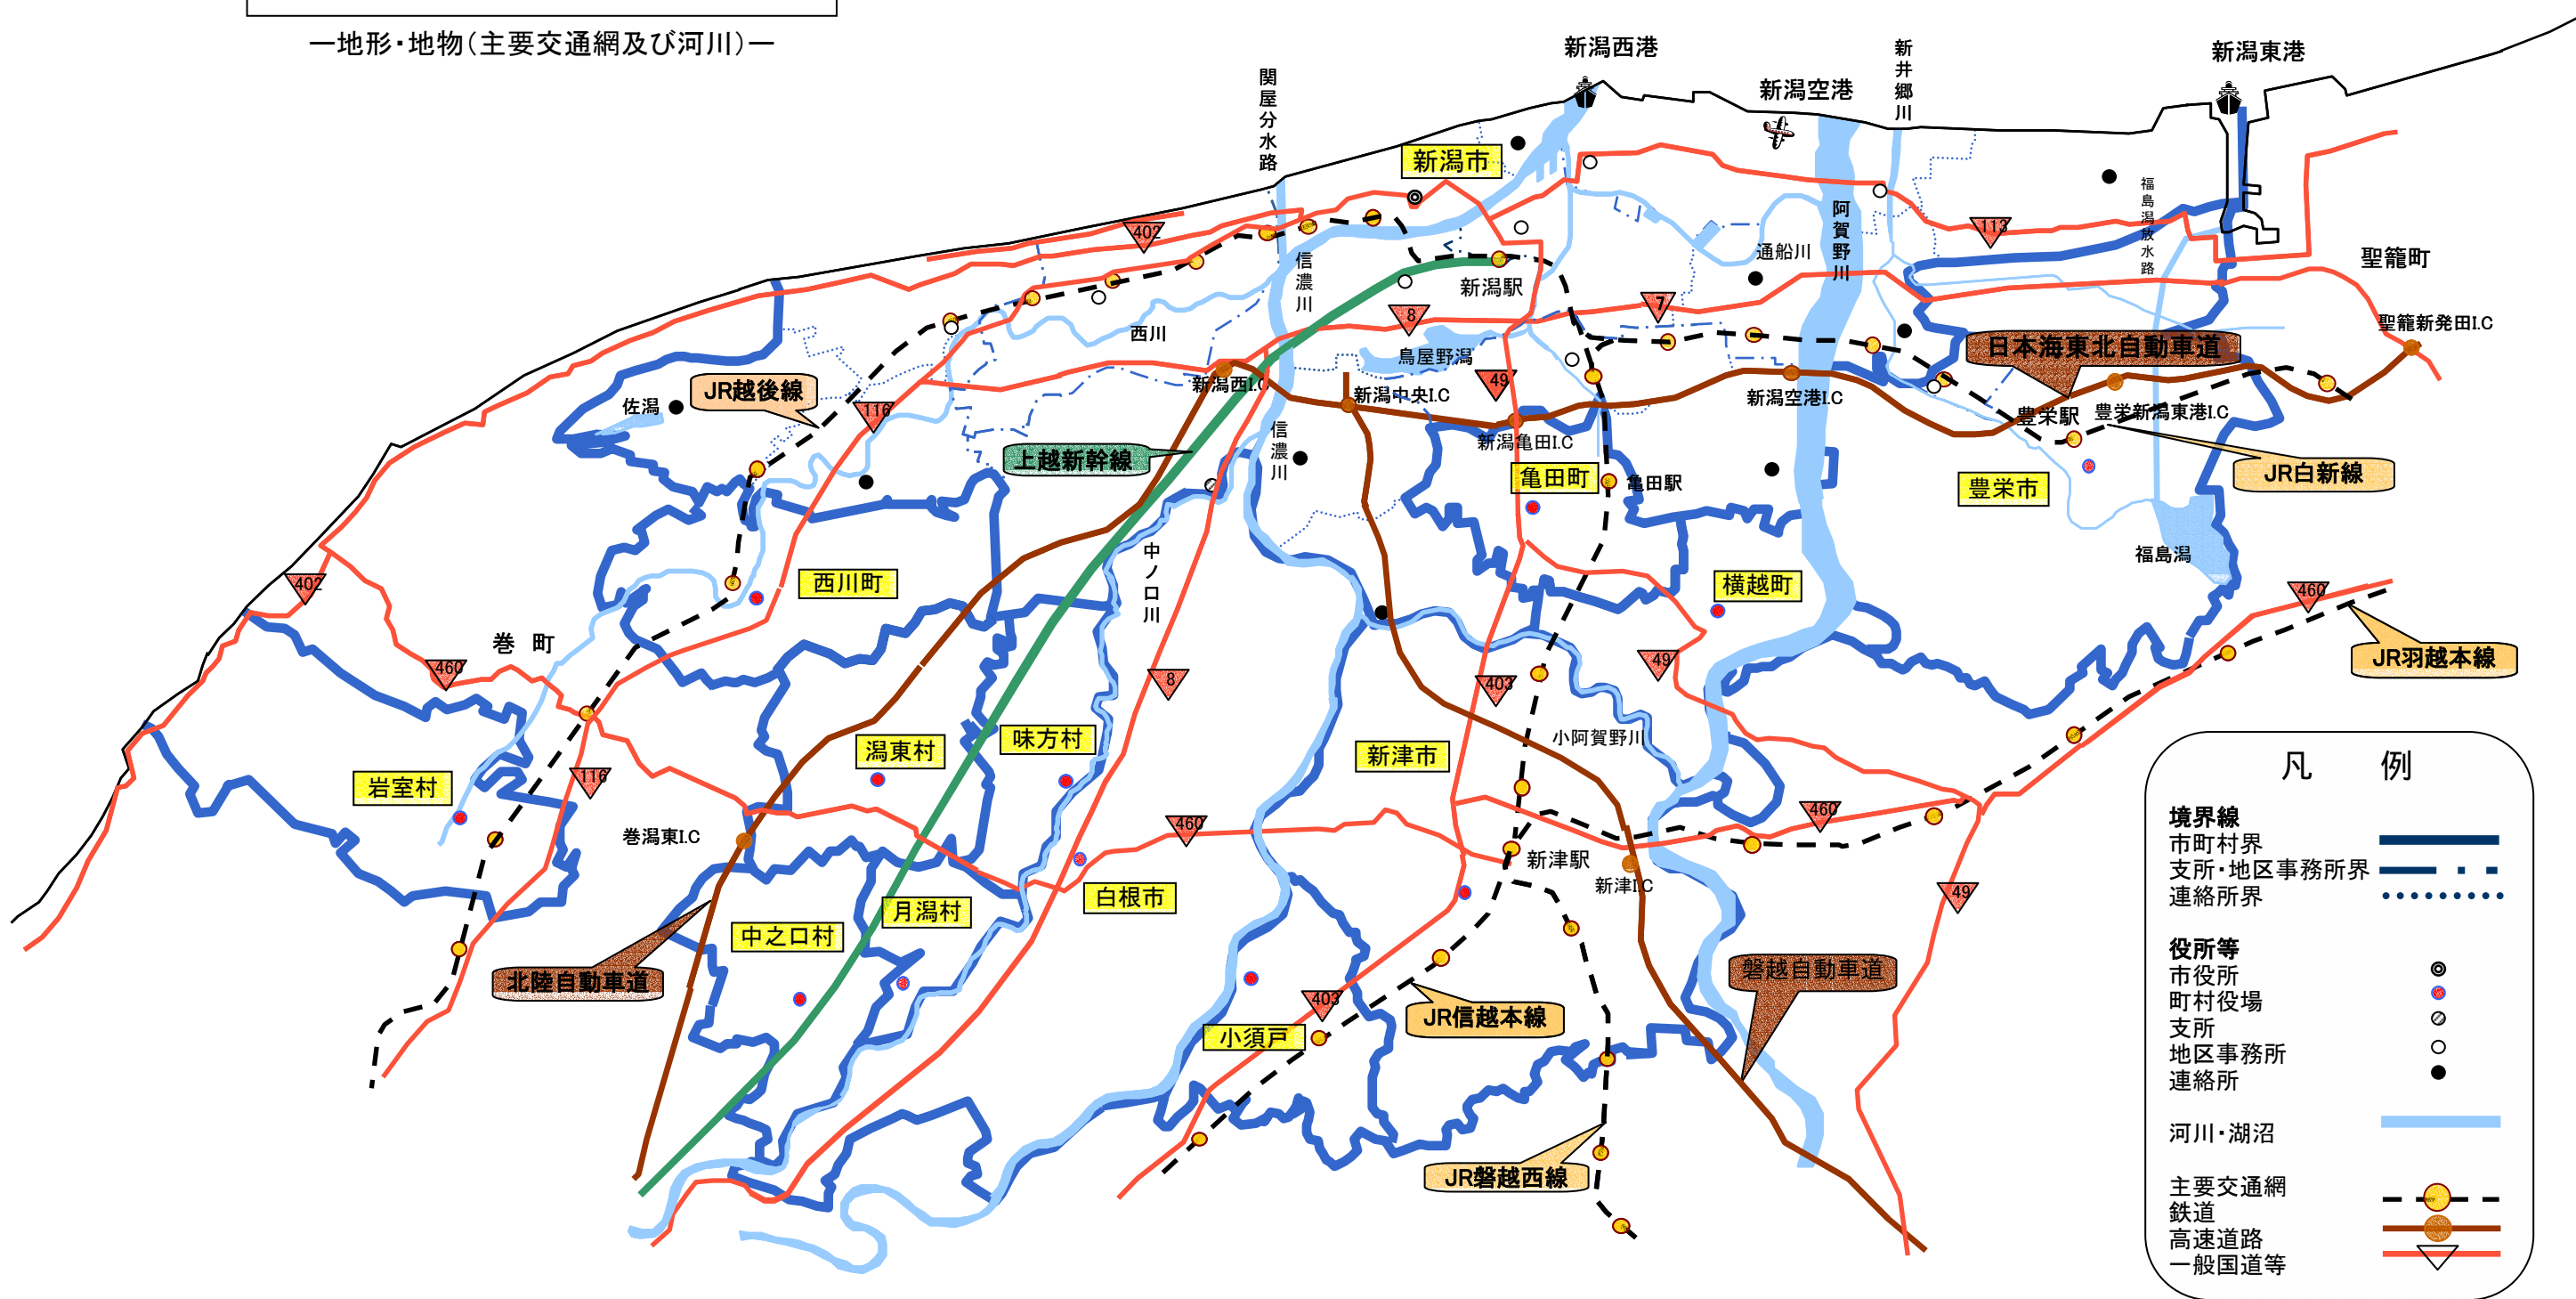 ―地形・地物(主要交通網及び河川)―
新潟西港
新潟空港
新井郷川
新潟東港
関屋分水路
新潟市
402
信濃川
新潟駅
西川
8
鳥屋野潟
7
通船川
阿賀野川
113
福島潟放水路
聖籠町
聖籠新発田I.C
日本海東北自動車道
JR越後線
佐潟
116
新潟西I.C
新潟中央I.C
49
新潟空港I.C
豊栄駅
豊栄新潟東港I.C
上越新幹線
信濃川
新潟亀田I.C
亀田町
亀田駅
豊栄市
JR白新線
福島潟
中ノ口川
西川町
横越町
402
460
巻 町
460
8
403
49
JR羽越本線
潟東村
味方村
新津市
小阿賀野川
岩室村
116
巻潟東I.C
460
460
新津駅
新津I.C
49
白根市
月潟村
中之口村
北陸自動車道
403
JR信越本線
磐越自動車道
小須戸
JR磐越西線
凡 例
境界線
市町村界
支所・地区事務所界
連絡所界
役所等
市役所
町村役場
支所
地区事務所
連絡所
河川・湖沼
主要交通網
鉄道
高速道路
一般国道等